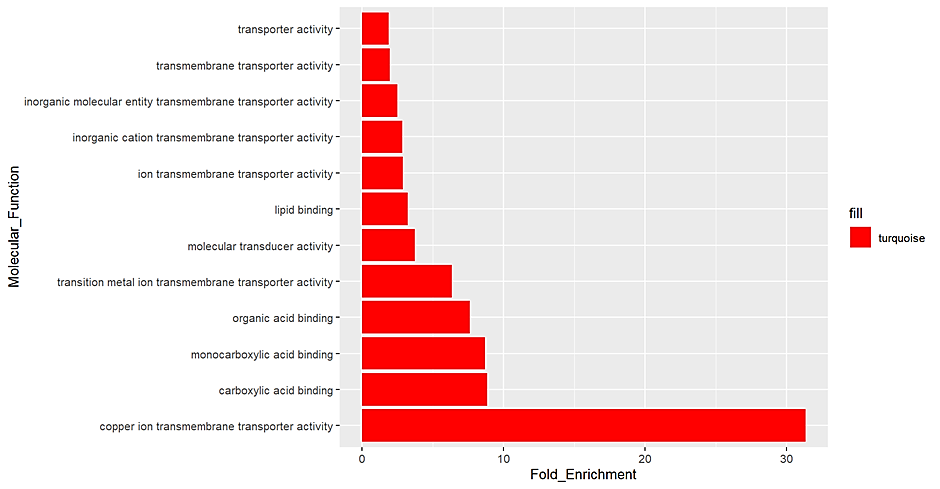 Molecular_Function
transporter activity
transmembrane transporter activity
inorganic molecular entity transmembrane transporter activity
inorganic cation transmembrane transporter activity
ion transmembrane transporter activity
lipid binding
molecular transducer activity
transition metal ion transmembrane transporter activity
organic acid binding
monocarboxylic acid binding
carboxylic acid binding
copper ion transmembrane transporter activity
0 10 20 30
Fold_Enrichment
fill
turquoise